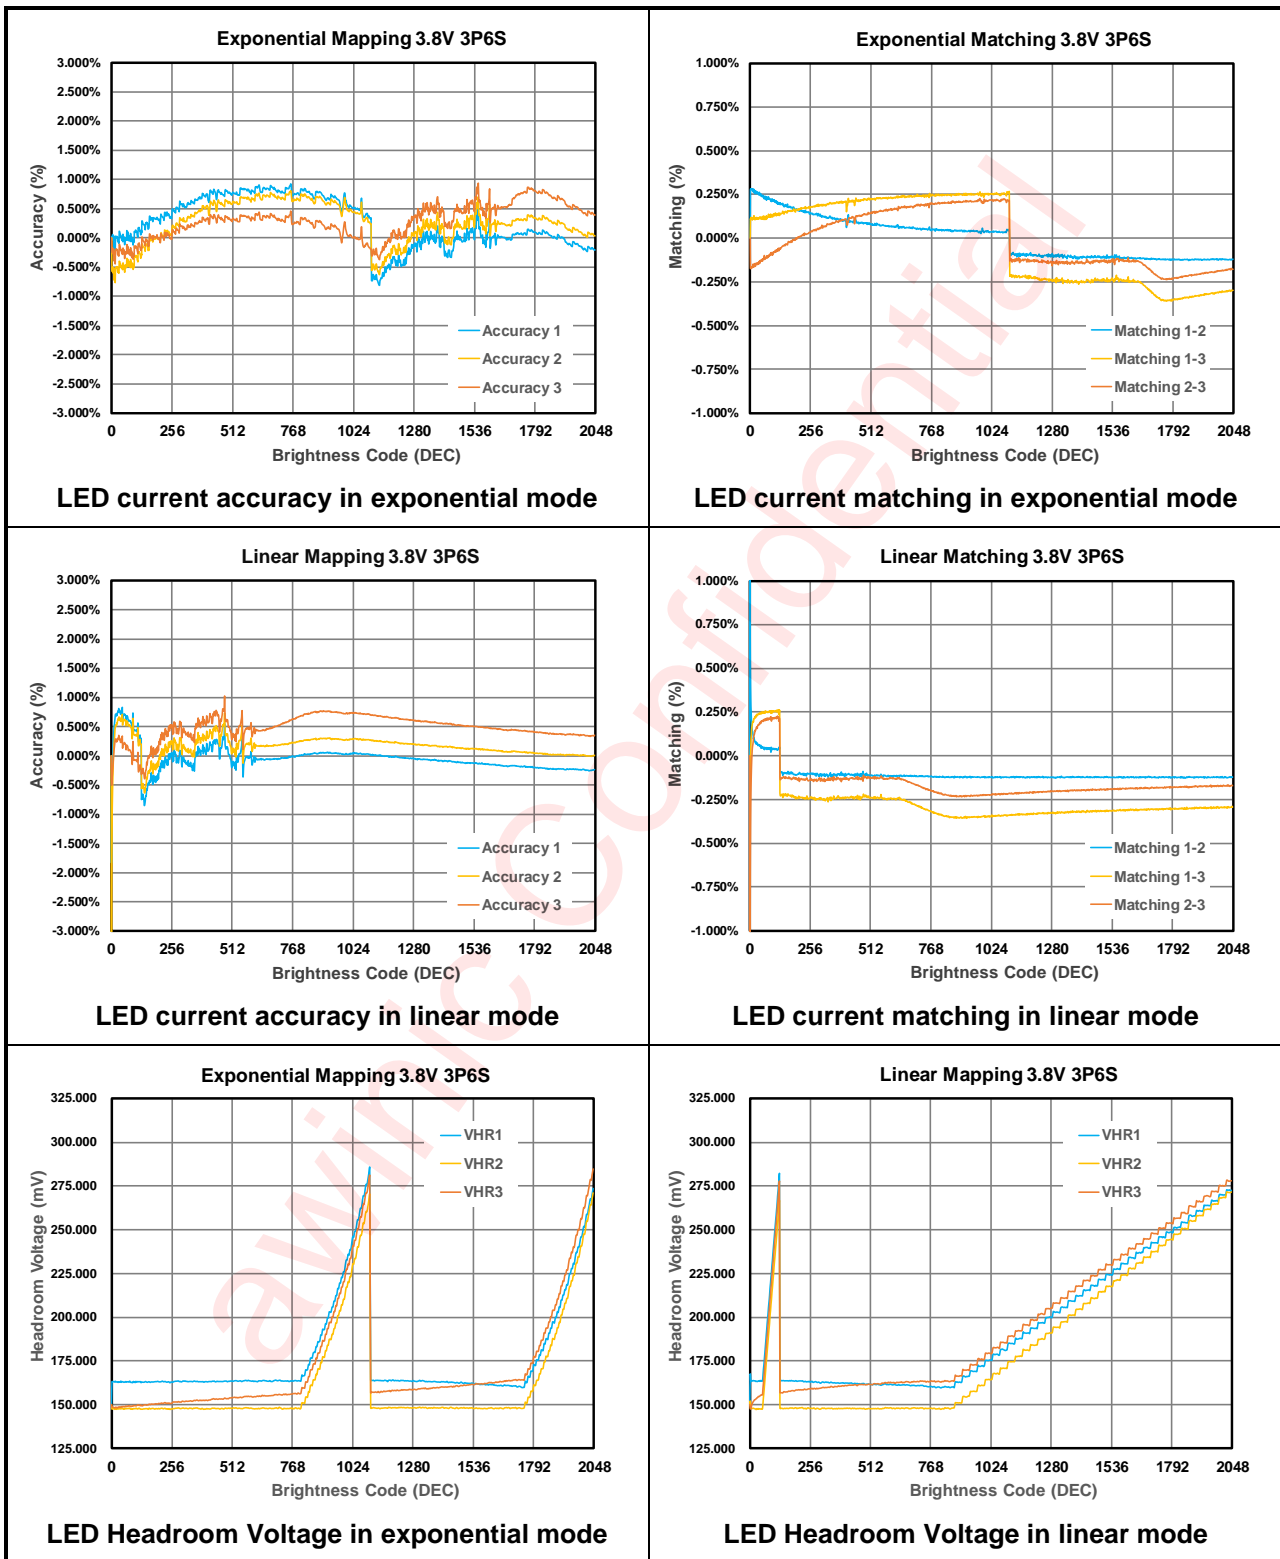 Exponential Mapping 3.8V 3P6S
3.000%
2.500%
2.000%
1.500%
1.000%
0.500%
0.000%
-0.500%
-1.000%
-1.500%
-2.000%
-2.500%
-3.000%
Accuracy (%)
Accuracy 1
Accuracy 2
Accuracy 3
0 256 512 768 1024 1280 1536 1792 2048
Brightness Code (DEC)
LED current accuracy in exponential mode
Exponential Matching 3.8V 3P6S
1.000%
0.750%
0.500%
0.250%
0.000%
-0.250%
-0.500%
-0.750%
-1.000%
Matching (%)
Matching 1-2
Matching 1-3
Matching 2-3
0 256 512 768 1024 1280 1536 1792 2048
Brightness Code (DEC)
LED current matching in exponential mode
Linear Mapping 3.8V 3P6S
3.000%
2.500%
2.000%
1.500%
1.000%
0.500%
0.000%
-0.500%
-1.000%
-1.500%
-2.000%
-2.500%
-3.000%
Accuracy (%)
Accuracy 1
Accuracy 2
Accuracy 3
0 256 512 768 1024 1280 1536 1792 2048
Brightness Code (DEC)
LED current accuracy in linear mode
Linear Matching 3.8V 3P6S
1.000%
0.750%
0.500%
0.250%
0.000%
-0.250%
-0.500%
-0.750%
-1.000%
Matching (%)
Matching 1-2
Matching 1-3
Matching 2-3
0 256 512 768 1024 1280 1536 1792 2048
Brightness Code (DEC)
LED current matching in linear mode
Exponential Mapping 3.8V 3P6S
325.000
300.000
275.000
250.000
225.000
200.000
175.000
150.000
125.000
Headroom Voltage (mV)
VHR1
VHR2
VHR3
0 256 512 768 1024 1280 1536 1792 2048
Brightness Code (DEC)
LED Headroom Voltage in exponential mode
Linear Mapping 3.8V 3P6S
325.000
300.000
275.000
250.000
225.000
200.000
175.000
150.000
125.000
Headroom Voltage (mV)
VHR1
VHR2
VHR3
0 256 512 768 1024 1280 1536 1792 2048
Brightness Code (DEC)
LED Headroom Voltage in linear mode
awinic Confidential